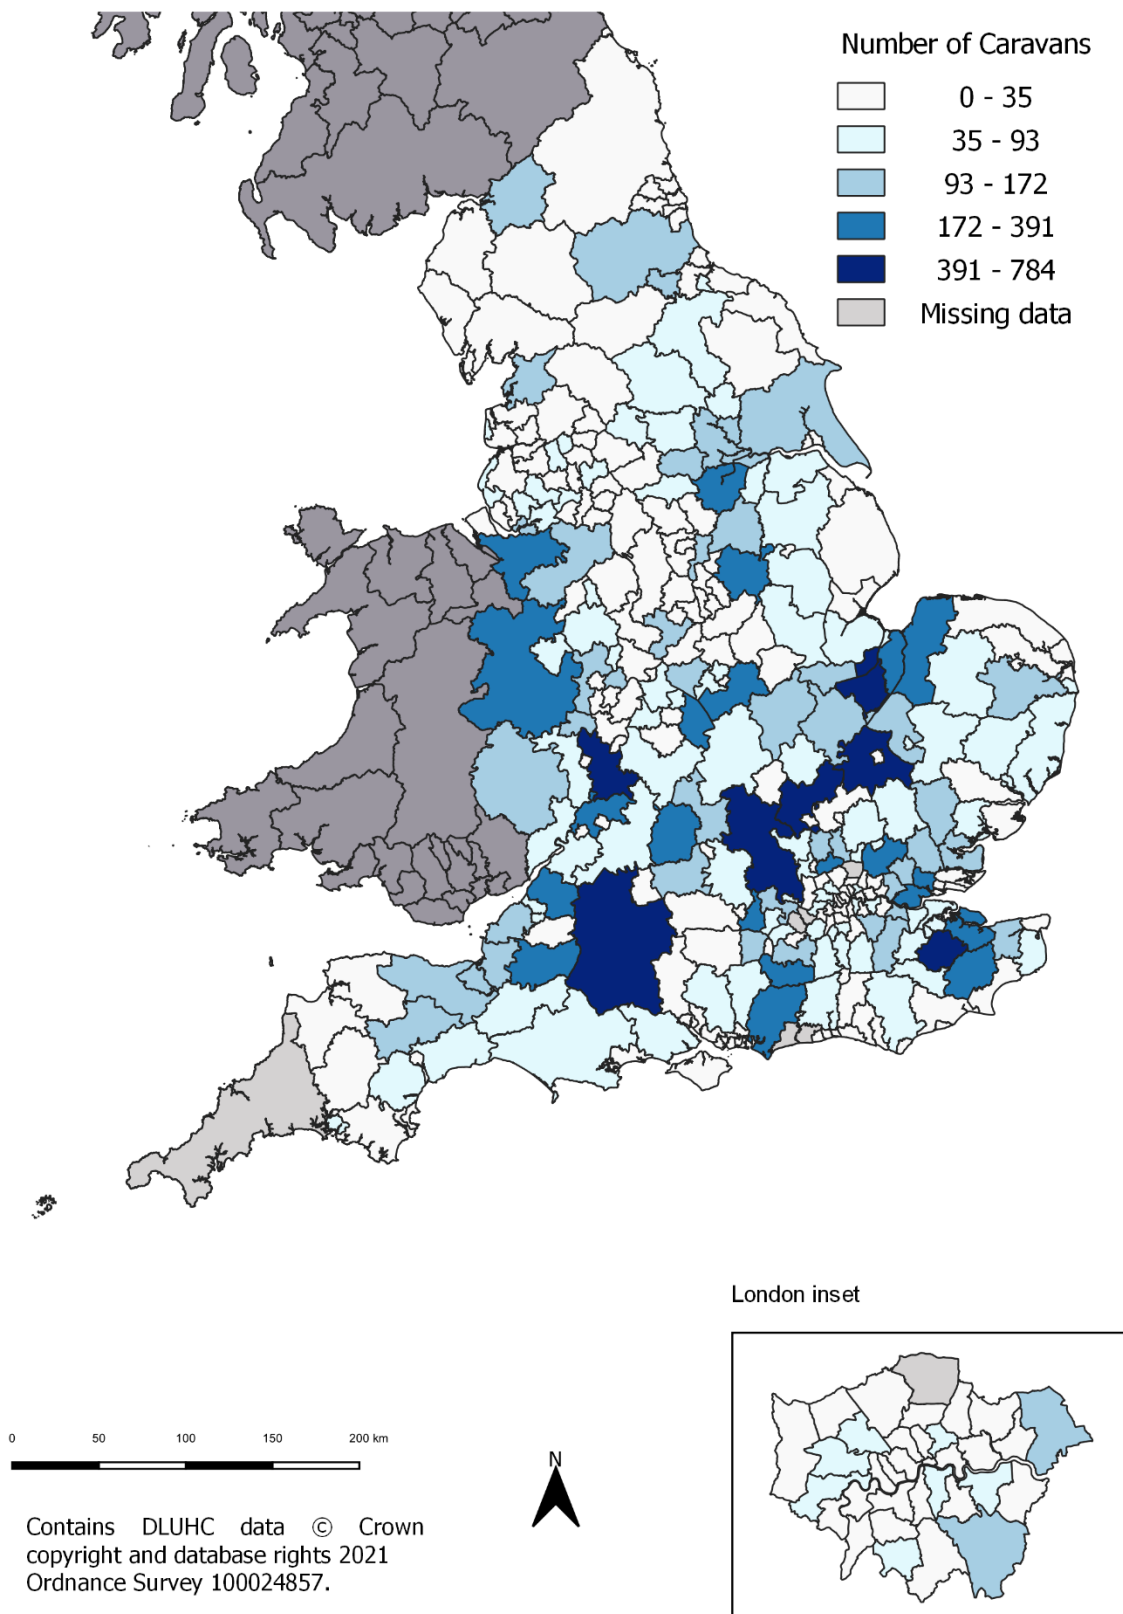 Number of Caravans
0 - 35
35 - 93
93 - 172
172 - 391
391 - 784
Missing data
London inset
0 50 100 150 200 km
N
Contains DLUHC data © Crown
copyright and database rights 2021
Ordnance Survey 100024857.